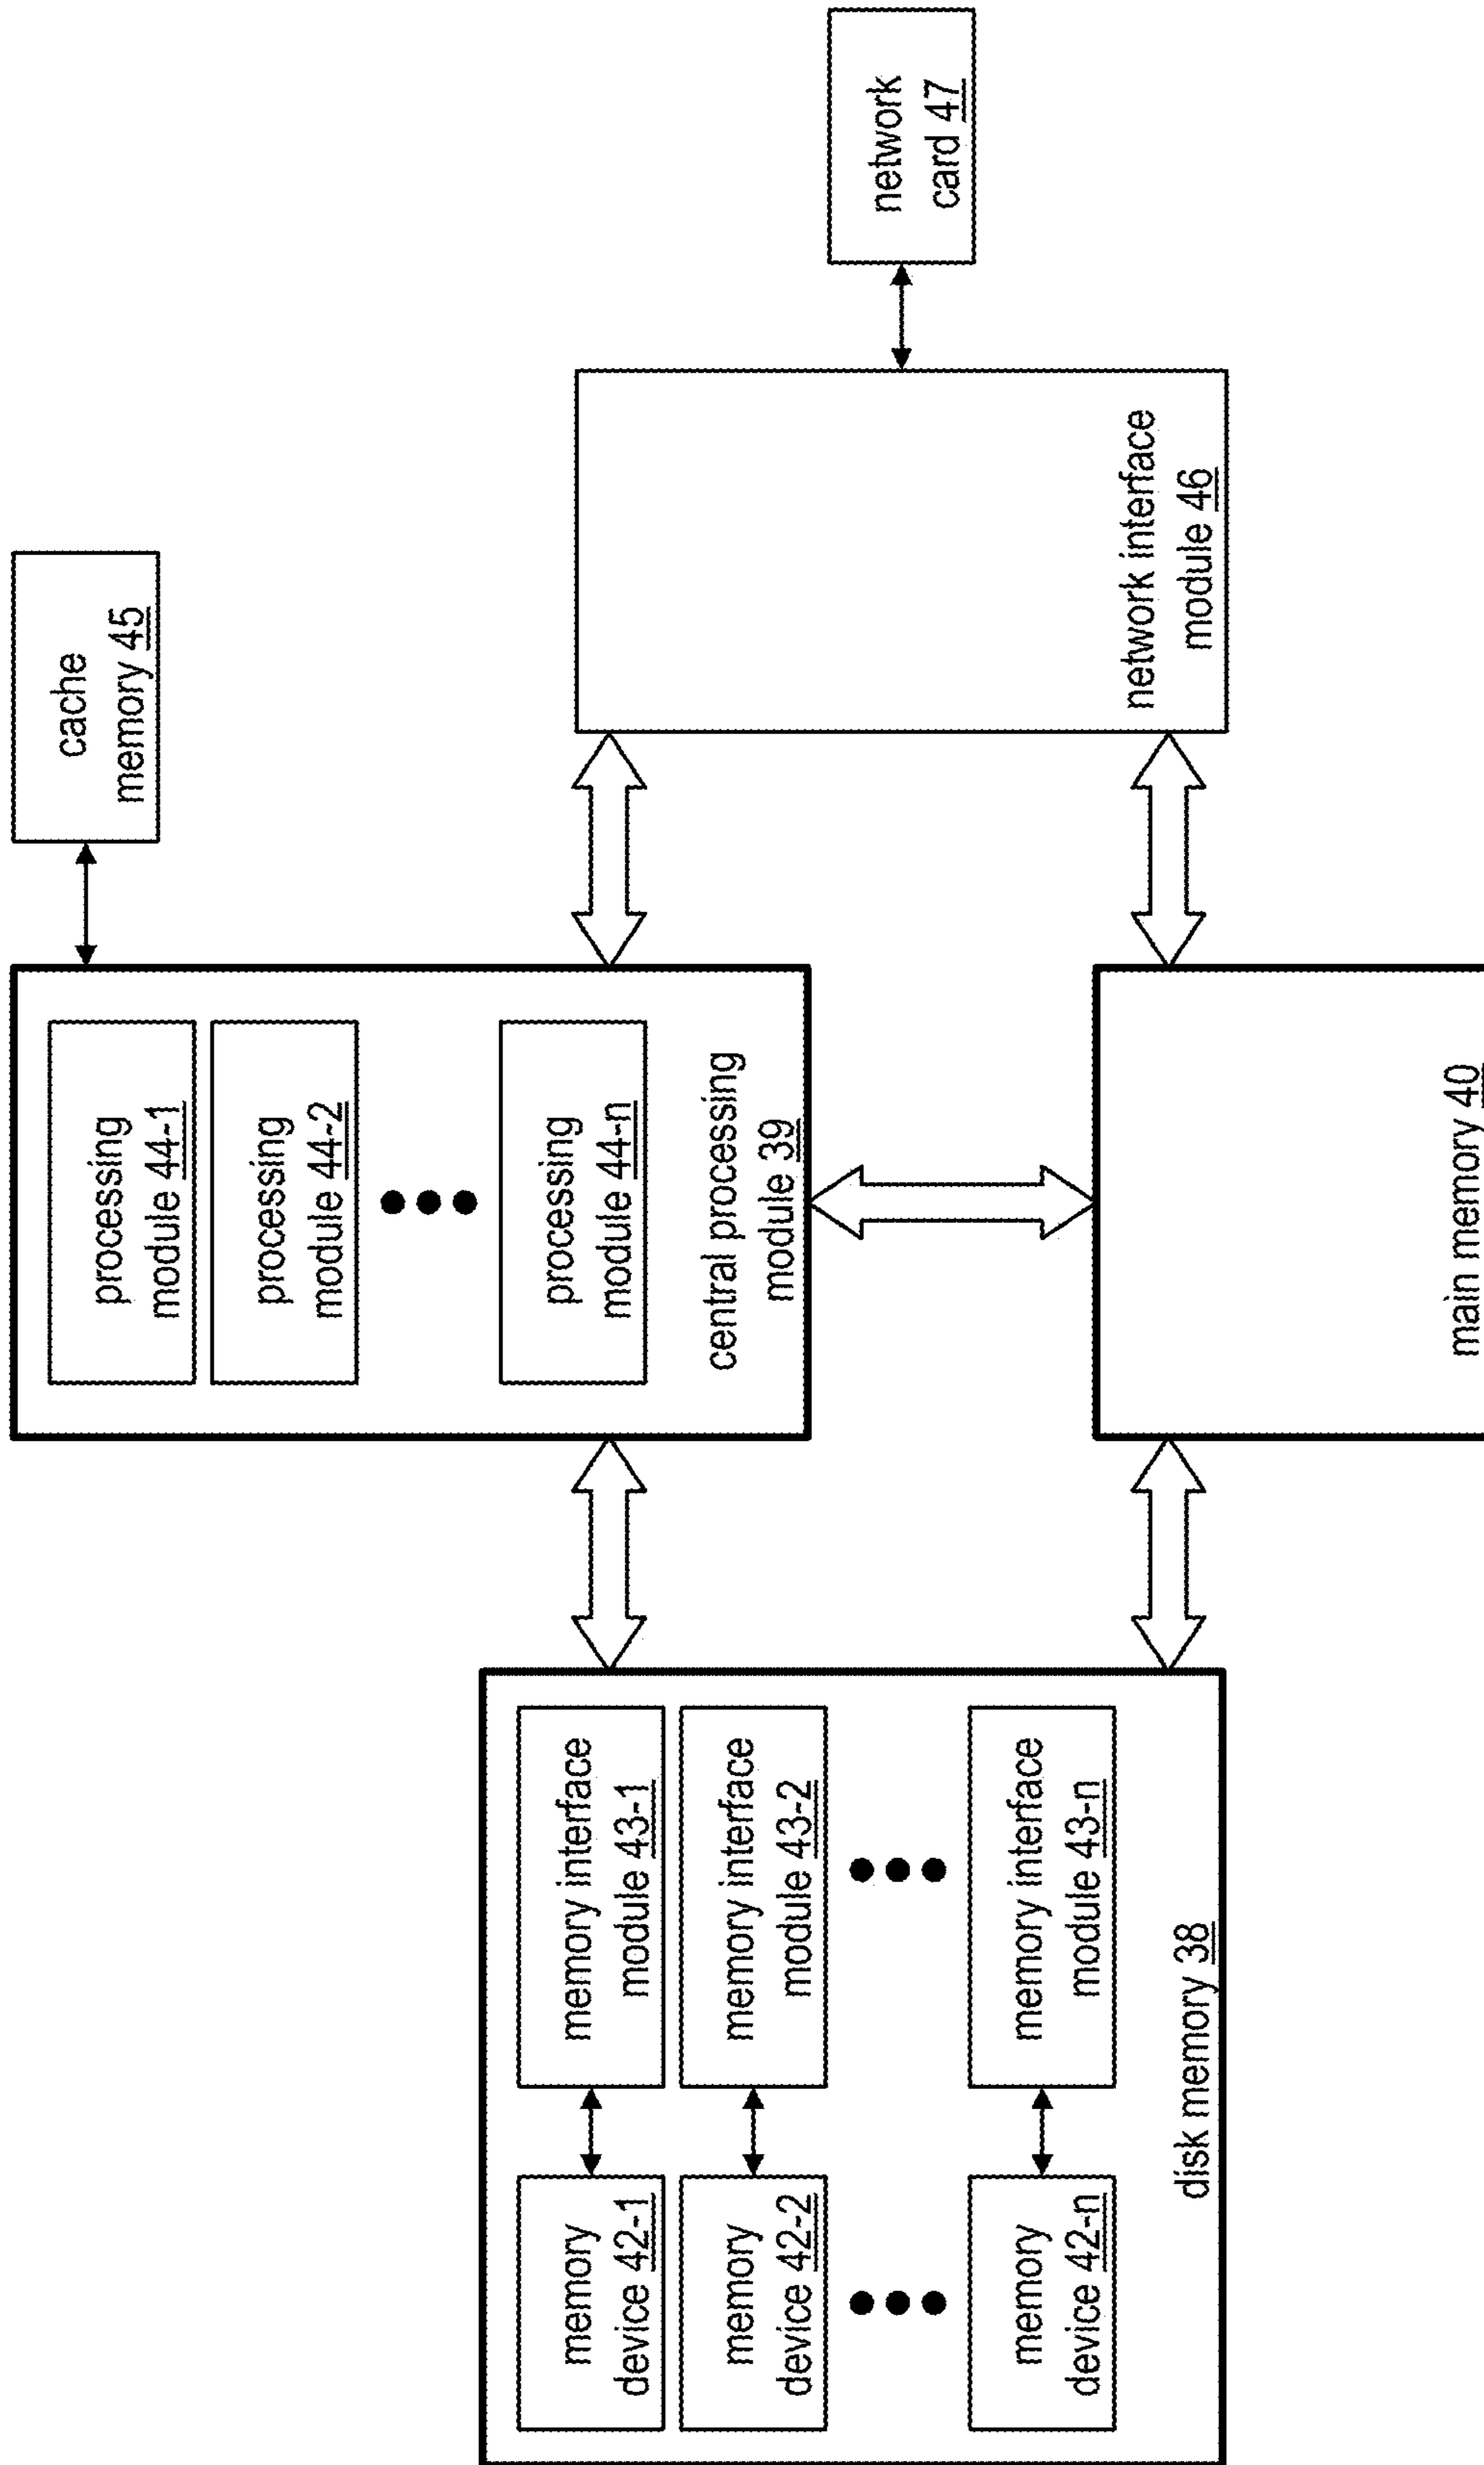 cache
memory 45
processing
module 44-1
processing
module 44-2
processing
module 44-n
central processing
module 39
network
card 47
network interface
module 46
memory
device 42-1
memory interface
module 43-1
memory
device 42-2
memory interface
module 43-2
memory
device 42-n
memory interface
module 43-n
disk memory 38
main memory 40